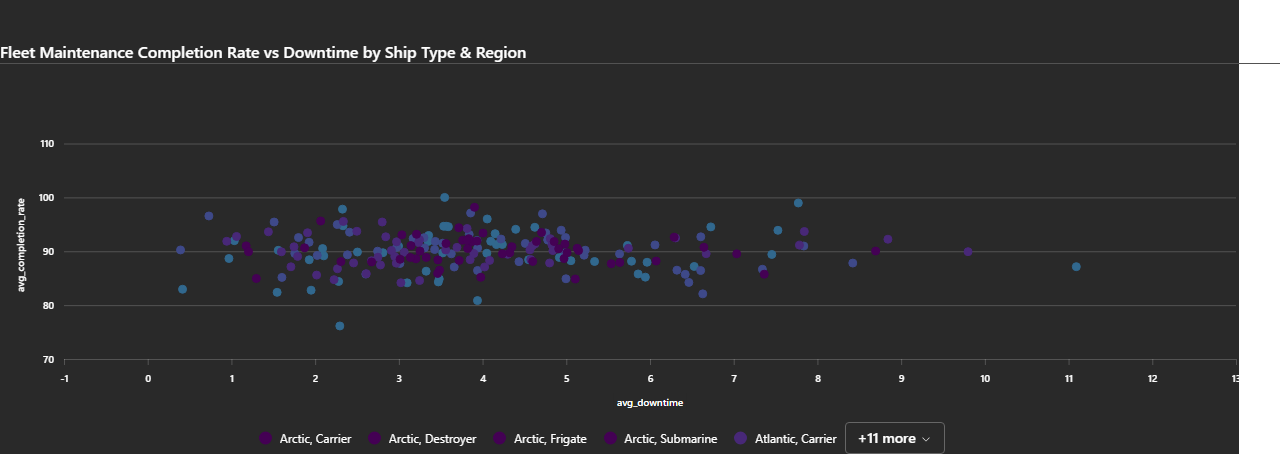 Fleet Maintenance Completion Rate vs Downtime by Ship Type & Region
110
100
90
80
70
avg_completion_rate
-1 0 1 2 3 4 5 6 7 8 9 10 11 12 13
avg_downtime
Arctic, Carrier Arctic, Destroyer Arctic, Frigate Arctic, Submarine Atlantic, Carrier +11 more